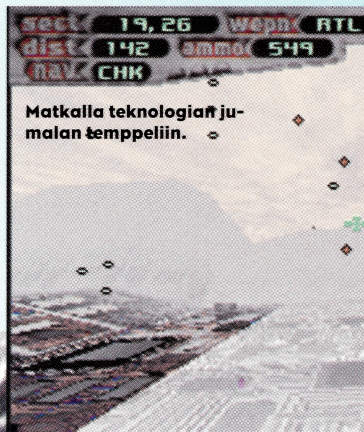 sect 19, 26 wepn RTL
dist 142 ammo 549
nav CHK
Matkalla teknologian ju-
malan temppeliin.